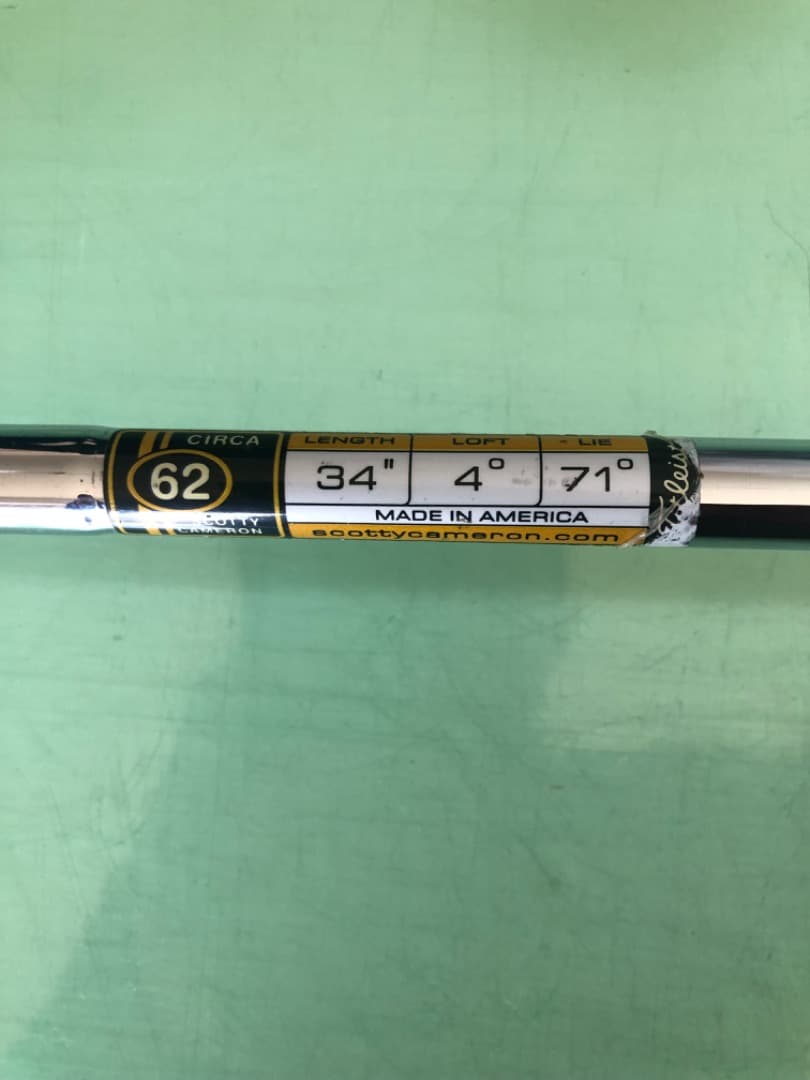 CIRCA
62
SCOTTY
CAMERON
LENGTH LOFT LIE
34" 4° 71°
MADE IN AMERICA
scottycameron.com